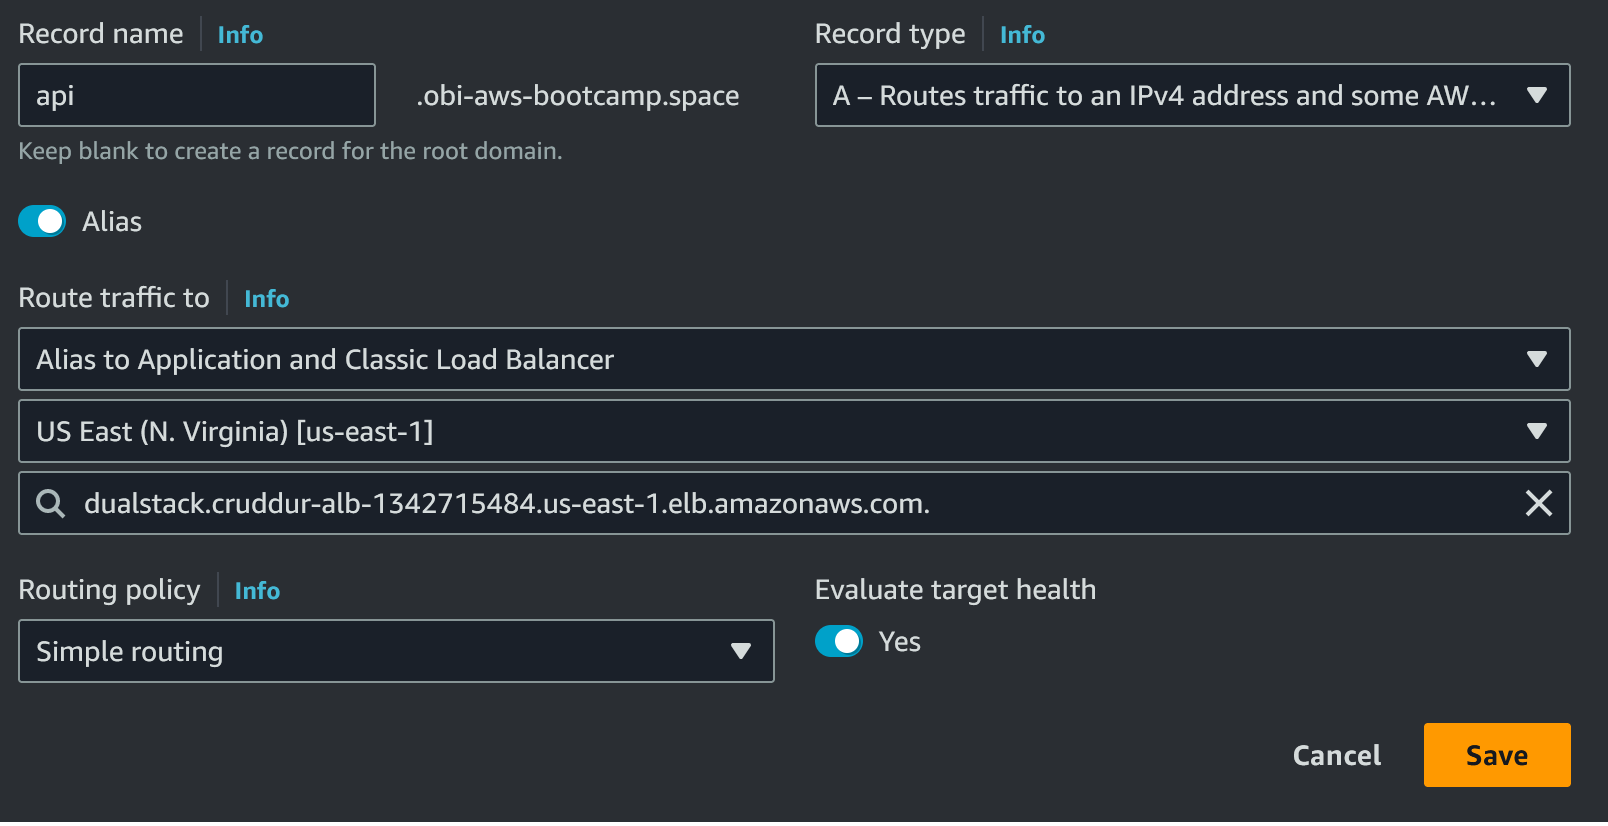 Record name Info
Record type Info
api
.obi-aws-bootcamp.space
A – Routes traffic to an IPv4 address and some AW...
Keep blank to create a record for the root domain.
Alias
Route traffic to Info
Alias to Application and Classic Load Balancer
US East (N. Virginia) [us-east-1]
dualstack.cruddur-alb-1342715484.us-east-1.elb.amazonaws.com.
Routing policy Info
Evaluate target health
Simple routing
Yes
Cancel
Save